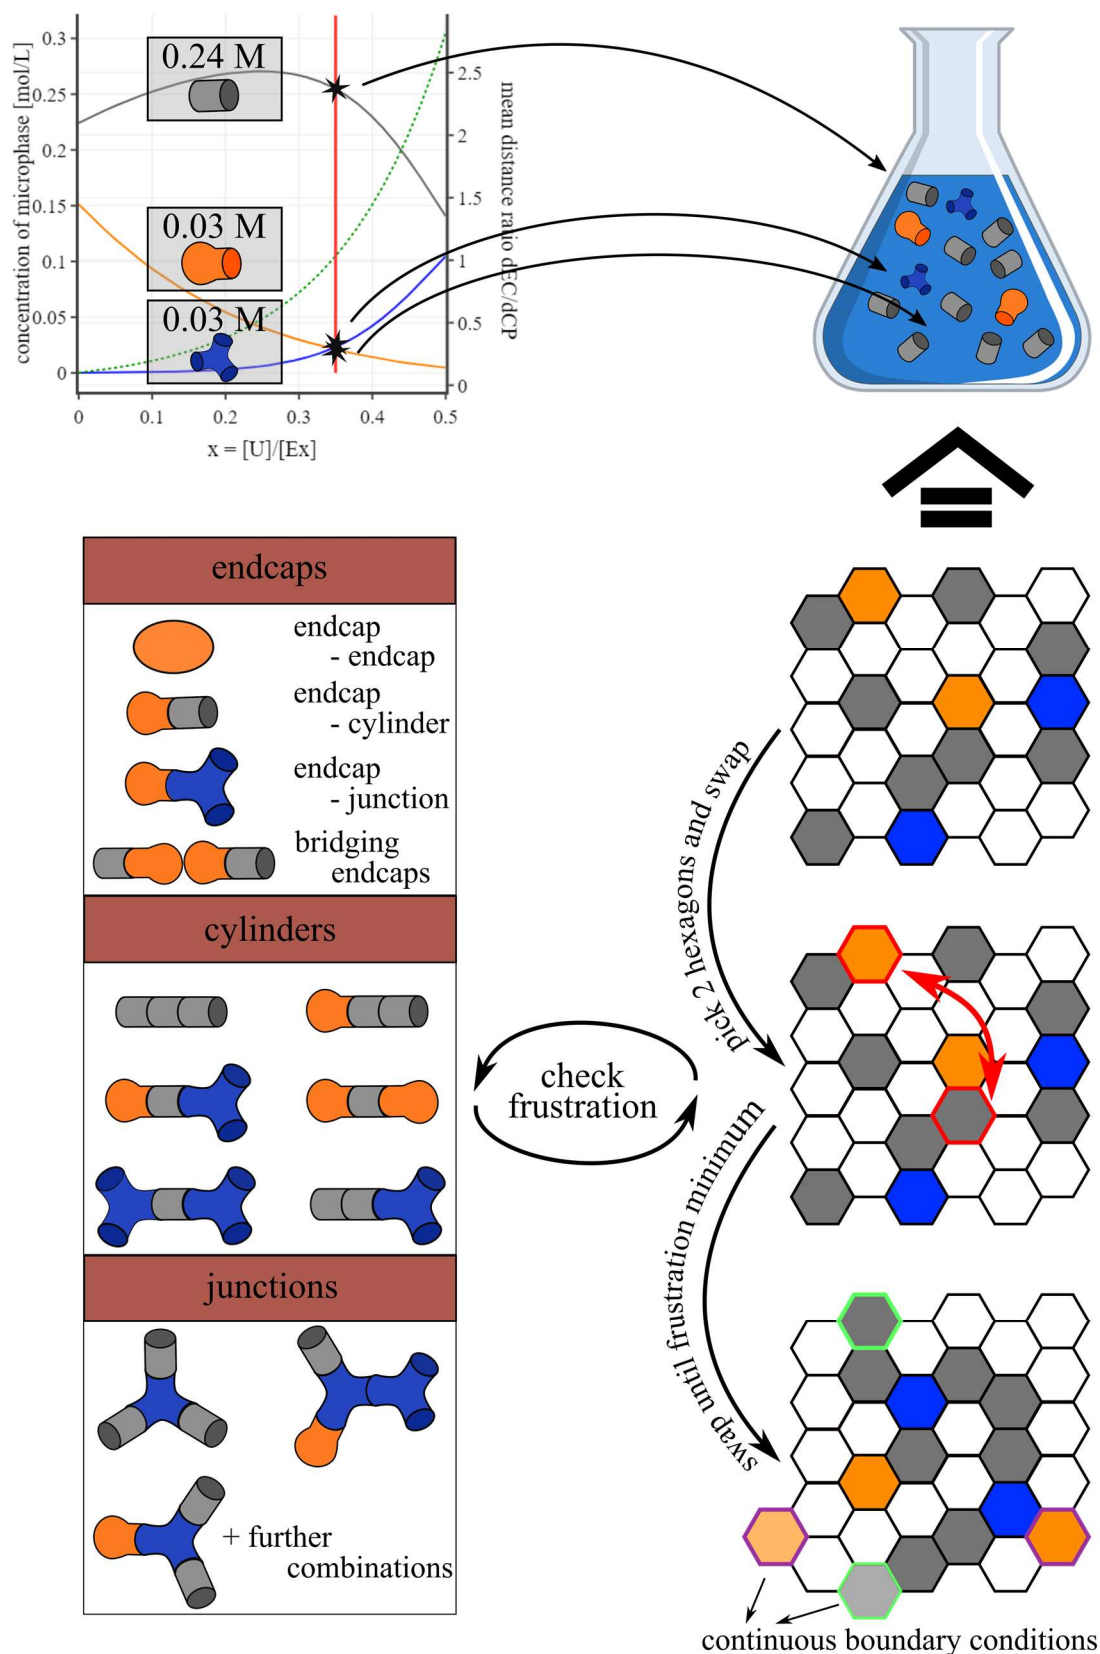 concentration of microphase [mol/L]
0.3
0.25
0.2
0.15
0.1
0.05
0
0.24 M
0.03 M
0.03 M
2.5
2
1.5
1
0.5
0
mean distance ratio dEC/dCP
0
0.1
0.2
0.3
0.4
0.5
x = [U]/[Ex]
endcaps
endcap
- endcap
endcap
- cylinder
endcap
- junction
bridging
endcaps
cylinders
junctions
+ further
combinations
check
frustration
pick 2 hexagons and swap
swap until frustration minimum
continuous boundary conditions